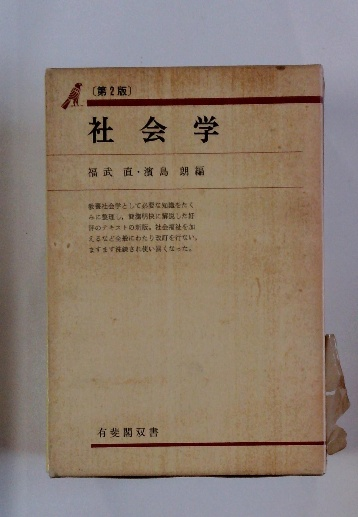 〔第2版〕
社会学
福武 直・濱島 朗編
教養社会学として必要な知識をたく
みに整理し，簡潔明快に解説した好
評のテキストの新版。社会福祉を加
えるなど全般にわたり改訂を行ない，
ますます洗練され使い易くなった。
有斐閣双書